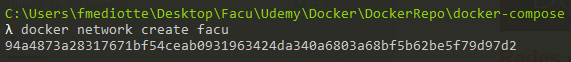 C:\Users\fmediotte\Desktop\Facu\Udemy\Docker\DockerRepo\docker-compose
λ docker network create facu
94a4873a28317671bf54ceab0931963424da340a6803a68bf5b62be5f79d97d2